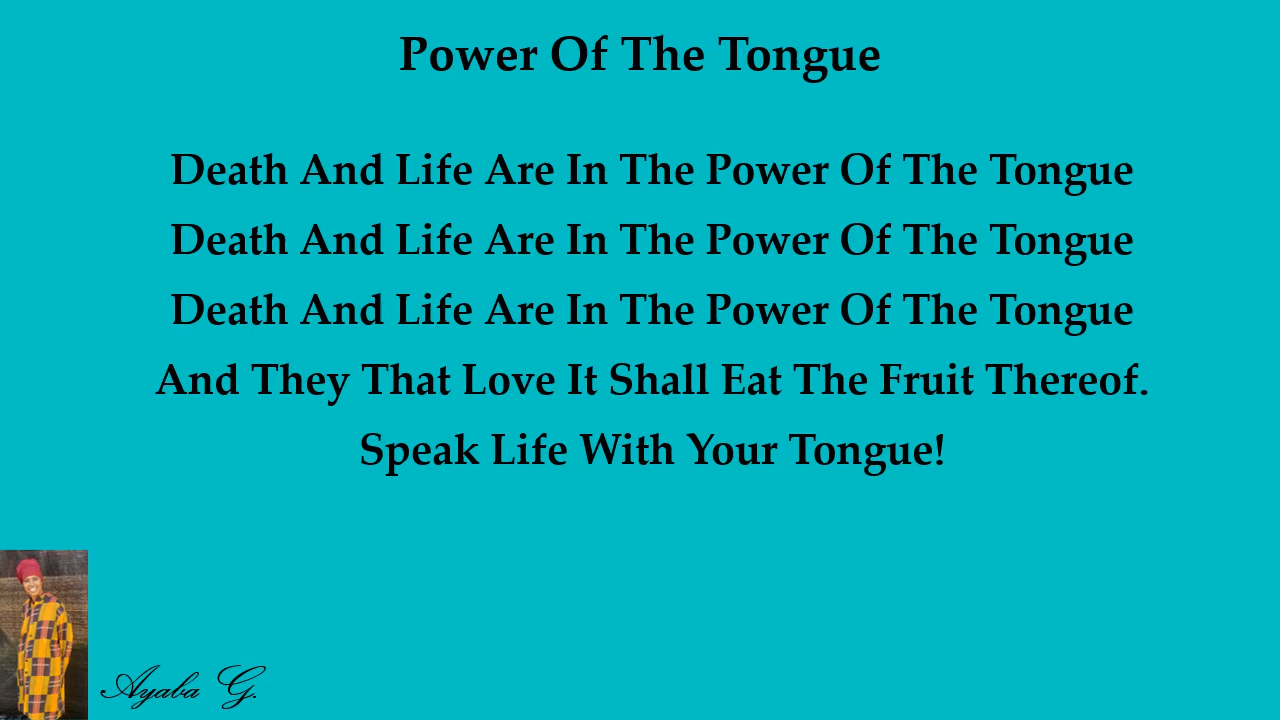 Power Of The Tongue
Death And Life Are In The Power Of The Tongue
Death And Life Are In The Power Of The Tongue
Death And Life Are In The Power Of The Tongue
And They That Love It Shall Eat The Fruit Thereof.
Speak Life With Your Tongue!
Ayaba G.